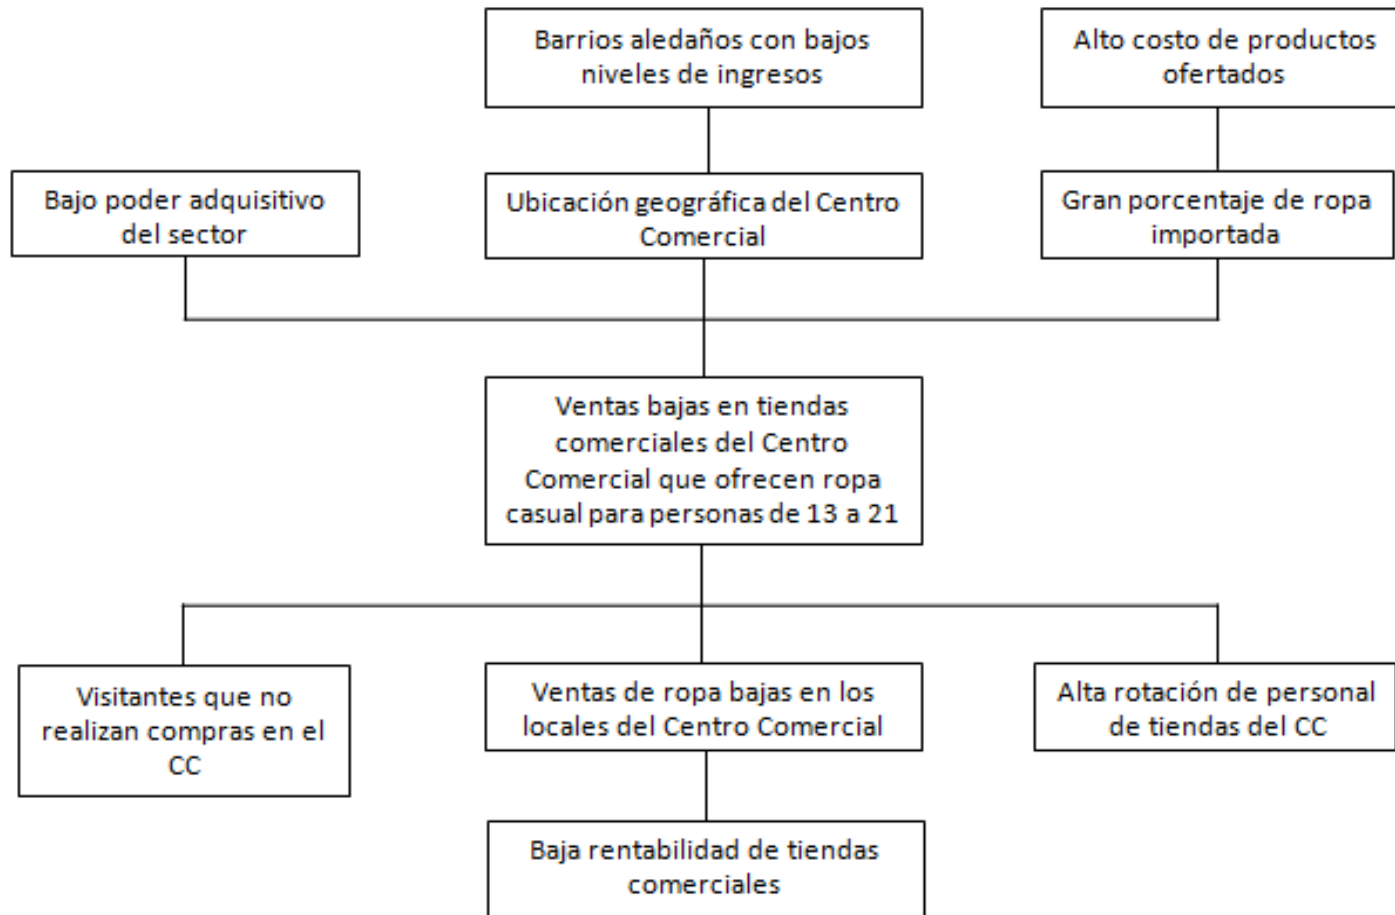 Barrios aledaños con bajos
niveles de ingresos
Alto costo de productos
ofertados
Bajo poder adquisitivo
del sector
Ubicación geográfica del Centro
Comercial
Gran porcentaje de ropa
importada
Ventas bajas en tiendas
comerciales del Centro
Comercial que ofrecen ropa
casual para personas de 13 a 21
Visitantes que no
realizan compras en el
CC
Ventas de ropa bajas en los
locales del Centro Comercial
Alta rotación de personal
de tiendas del CC
Baja rentabilidad de tiendas
comerciales